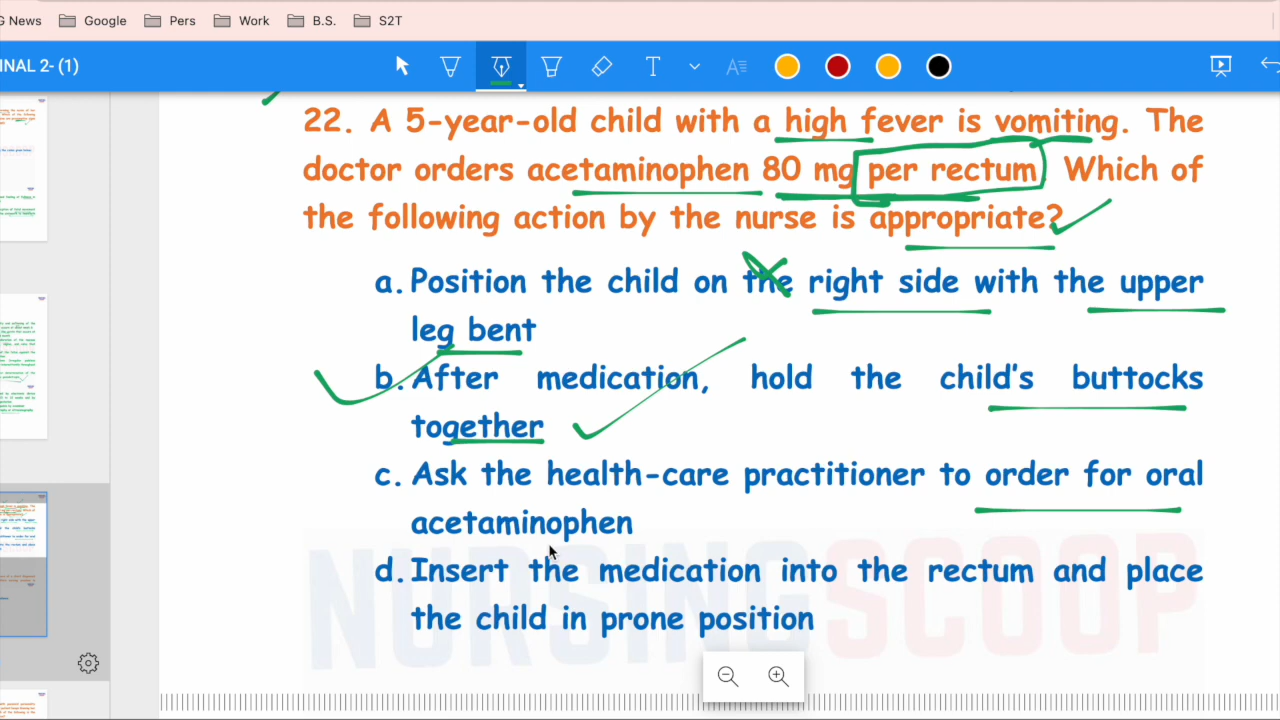 G News Google Pers Work B.S. S2T
INAL 2- (1)
22. A 5-year-old child with a high fever is vomiting. The
doctor orders acetaminophen 80 mg per rectum. Which of
the following action by the nurse is appropriate?
a. Position the child on the right side with the upper
leg bent
b. After medication, hold the child's buttocks
together
c. Ask the health-care practitioner to order for oral
acetaminophen
d. Insert the medication into the rectum and place
the child in prone position
NURSINGSCOOP